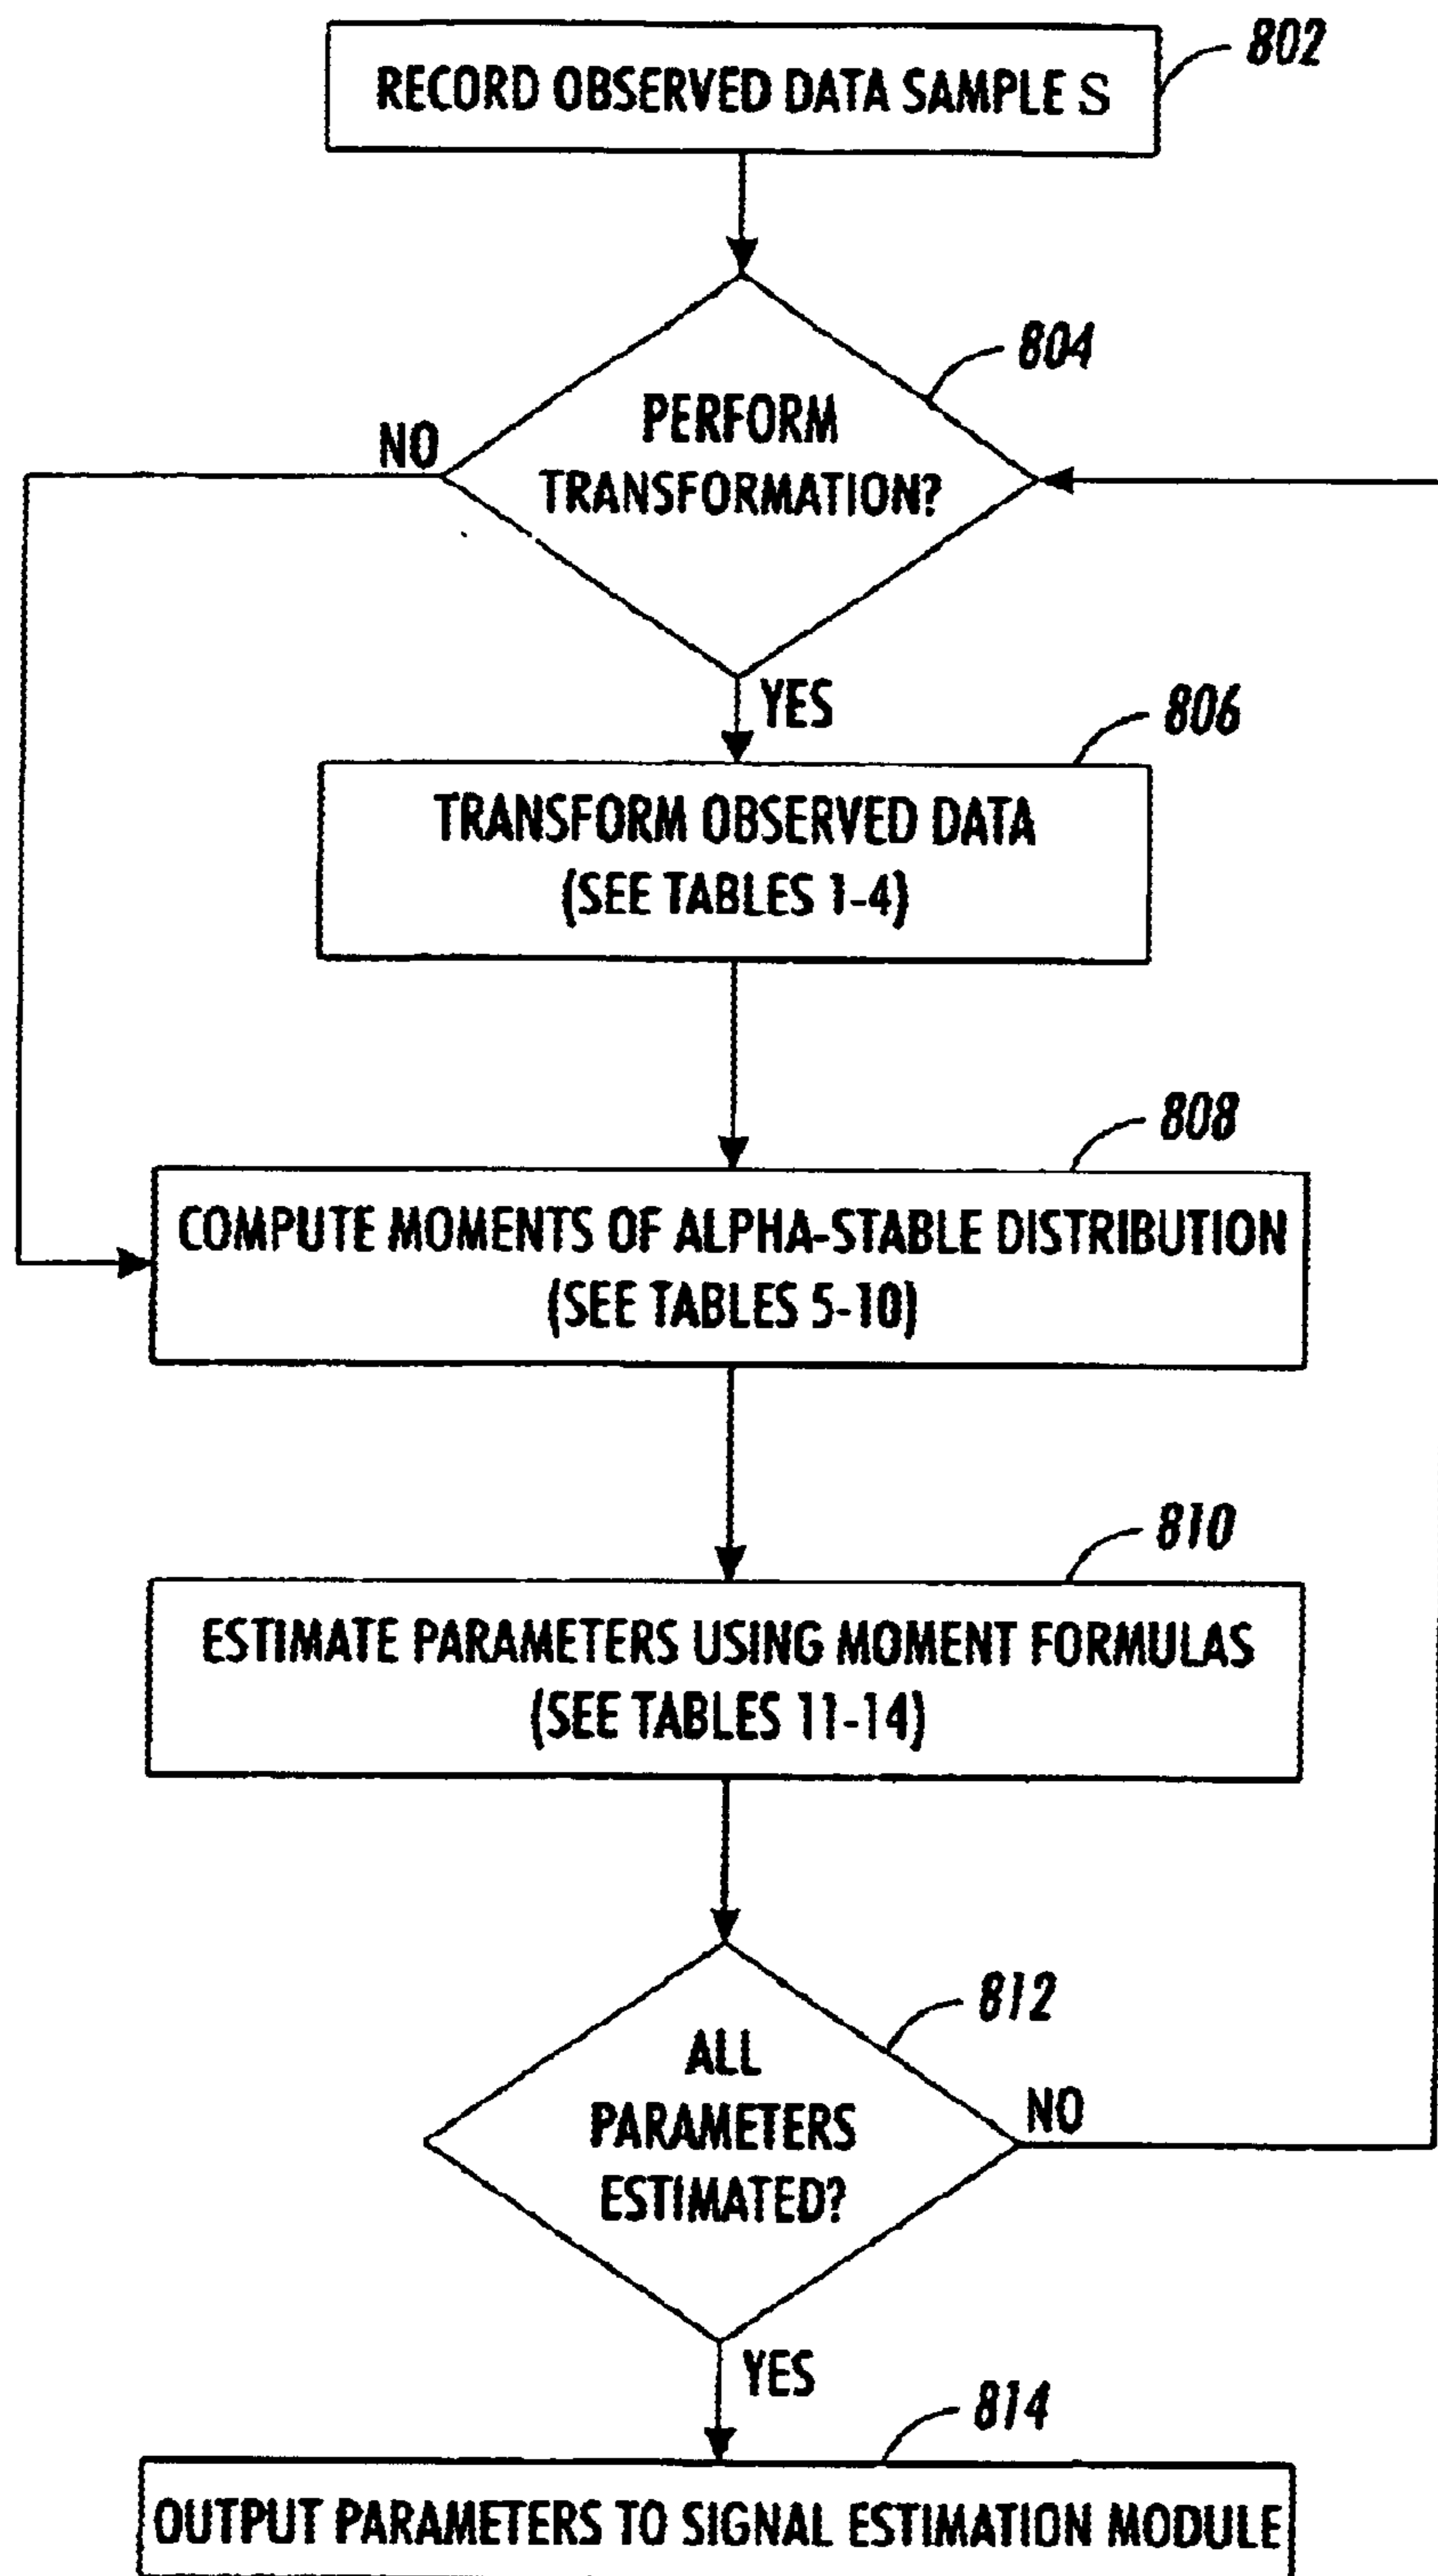 802
RECORD OBSERVED DATA SAMPLE S
804
PERFORM
TRANSFORMATION?
NO
YES
806
TRANSFORM OBSERVED DATA
(SEE TABLES 1-4)
808
COMPUTE MOMENTS OF ALPHA-STABLE DISTRIBUTION
(SEE TABLES 5-10)
810
ESTIMATE PARAMETERS USING MOMENT FORMULAS
(SEE TABLES 11-14)
812
ALL
PARAMETERS
ESTIMATED?
NO
YES
814
OUTPUT PARAMETERS TO SIGNAL ESTIMATION MODULE